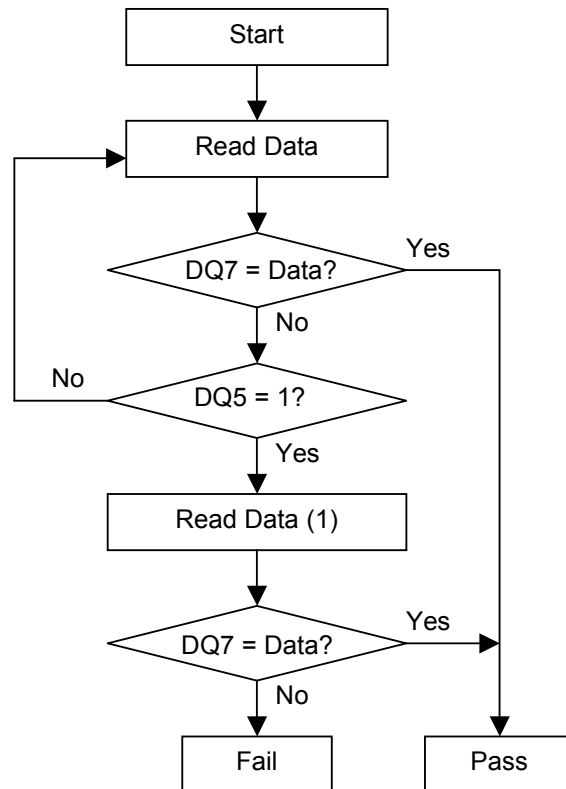 Start
Read Data
DQ7 = Data?
Yes
No
DQ5 = 1?
No
Yes
Read Data (1)
DQ7 = Data?
Yes
No
Fail
Pass